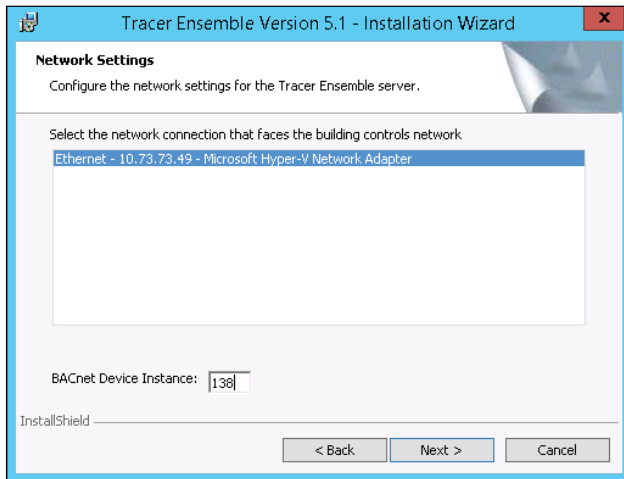 Tracer Ensemble Version 5.1 - Installation Wizard
x
Network Settings
Configure the network settings for the Tracer Ensemble server.
Select the network connection that faces the building controls network
Ethernet - 10.73.73.49 - Microsoft Hyper-V Network Adapter
BACnet Device Instance: 138
InstallShield
< Back Next > Cancel